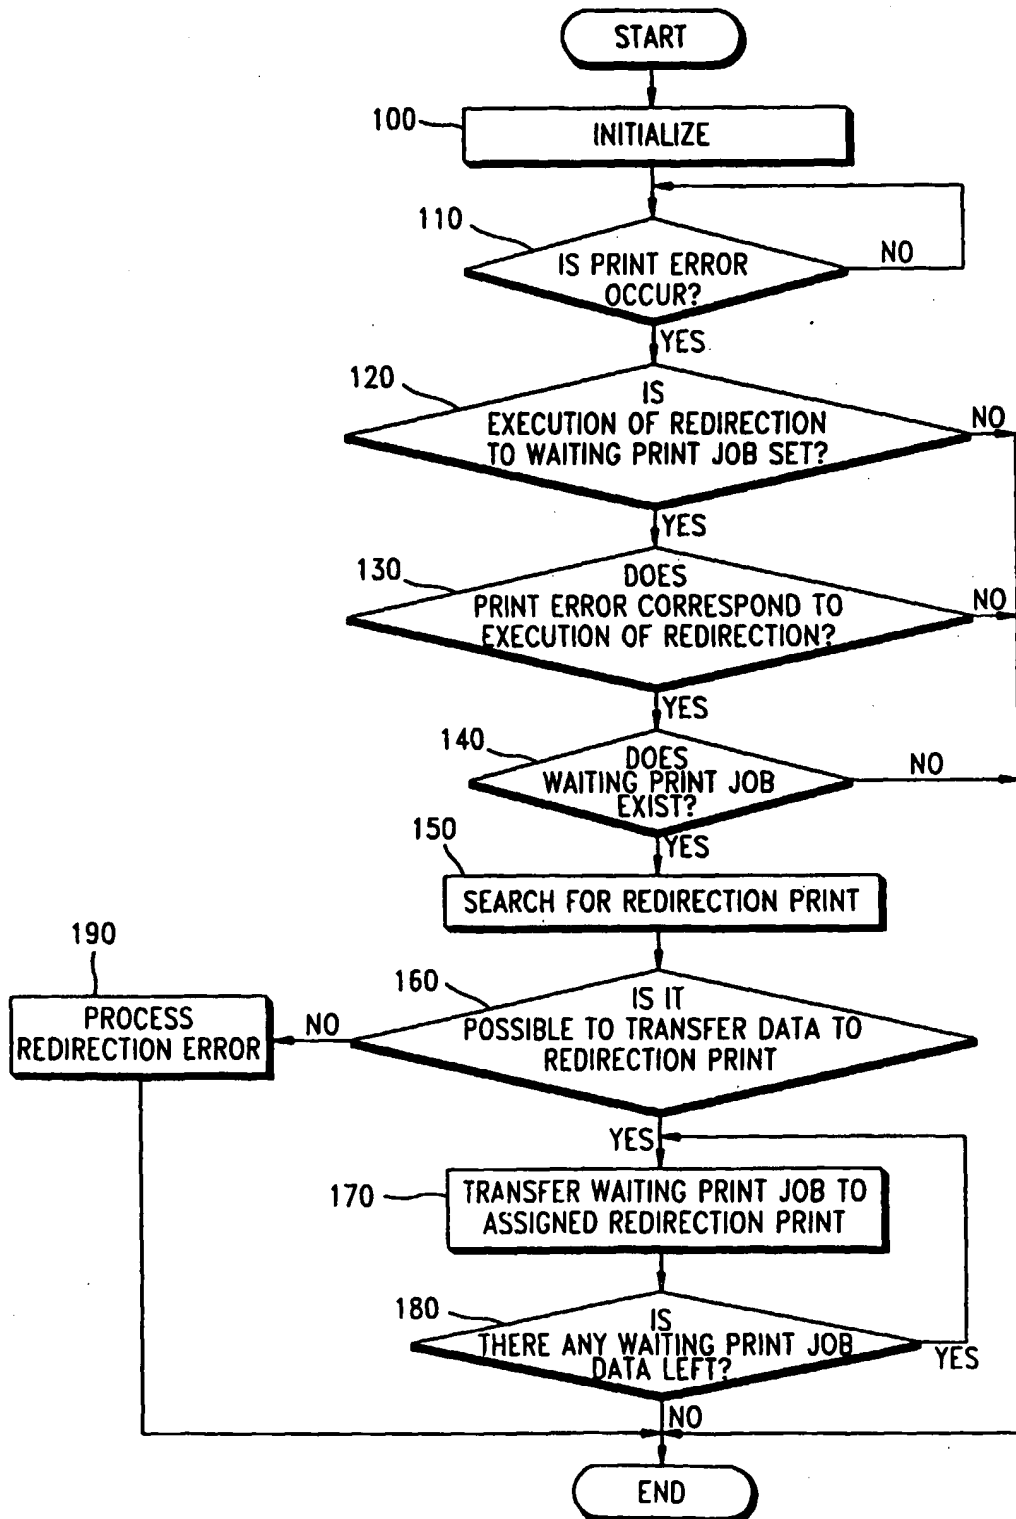 START
100
INITIALIZE
110
IS PRINT ERROR
OCCUR?
NO
YES
120
IS
EXECUTION OF REDIRECTION
TO WAITING PRINT JOB SET?
NO
YES
130
DOES
PRINT ERROR CORRESPOND TO
EXECUTION OF REDIRECTION?
NO
YES
140
DOES
WAITING PRINT JOB
EXIST?
NO
YES
150
SEARCH FOR REDIRECTION PRINT
190
PROCESS
REDIRECTION ERROR
NO
160
IS IT
POSSIBLE TO TRANSFER DATA TO
REDIRECTION PRINT
YES
170
TRANSFER WAITING PRINT JOB TO
ASSIGNED REDIRECTION PRINT
180
IS
THERE ANY WAITING PRINT JOB
DATA LEFT?
YES
NO
END